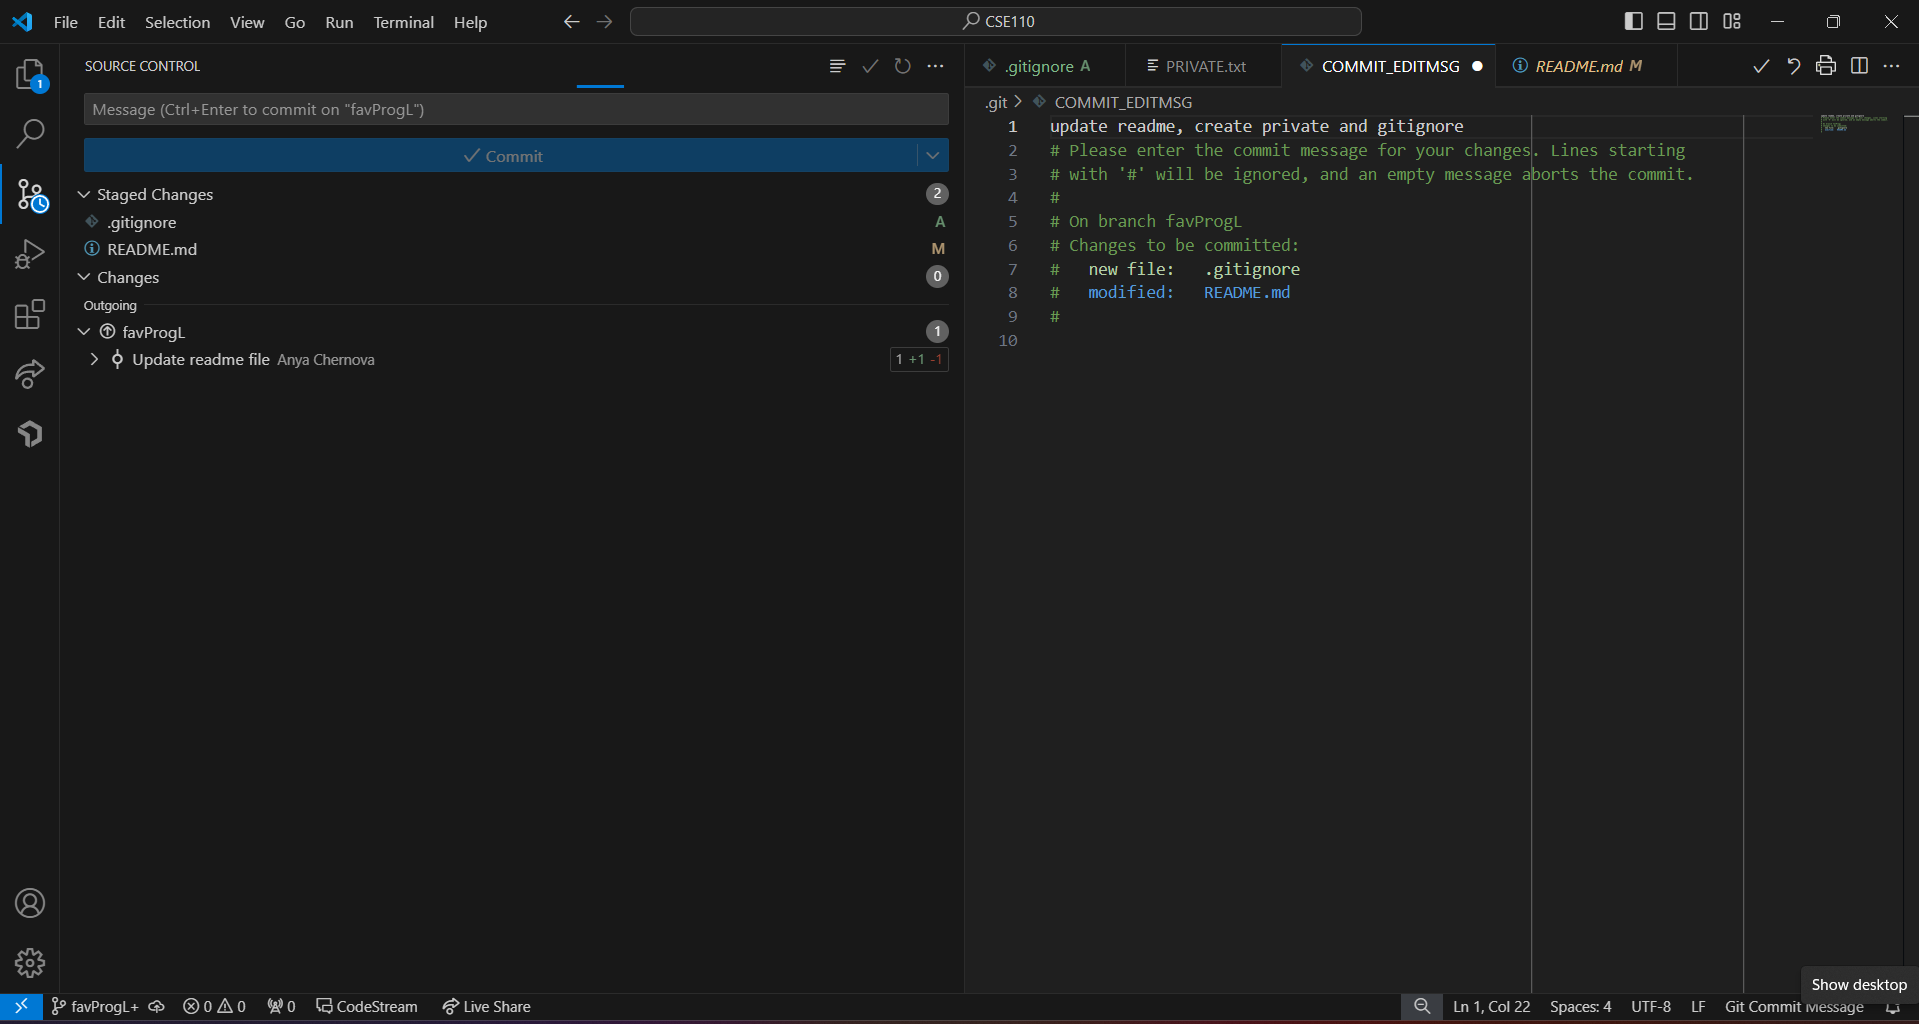 File Edit Selection View Go Run Terminal Help
CSE110
SOURCE CONTROL
Message (Ctrl+Enter to commit on "favProgL")
Commit
Staged Changes 2
.gitignore A
README.md M
Changes 0
Outgoing
favProgL 1
Update readme file Anya Chernova 1 +1 -1
1
.gitignore A PRIVATE.txt COMMIT_EDITMSG README.md M
.git > COMMIT_EDITMSG
1 update readme, create private and gitignore
2 # Please enter the commit message for your changes. Lines starting
3 # with '#' will be ignored, and an empty message aborts the commit.
4 #
5 # On branch favProgL
6 # Changes to be committed:
7 # new file: .gitignore
8 # modified: README.md
9 #
10
Show desktop
favProgL+ 0 0 0 CodeStream Live Share Ln 1, Col 22 Spaces: 4 UTF-8 LF Git Commit Message